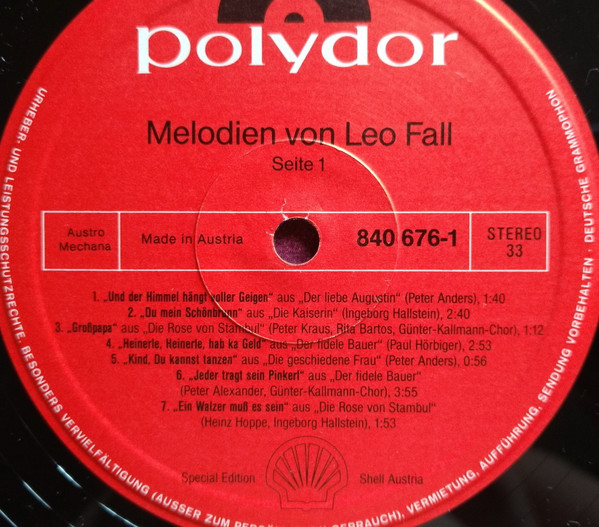 polydor
Melodien von Leo Fall
Seite 1
Austro
Mechana
Made in Austria
840 676-1
STEREO
33
1. „Und der Himmel hängt voller Geigen“ aus „Der liebe Augustin“ (Peter Anders), 1:40
2. „Du mein Schönbrunn“ aus „Die Kaiserin“ (Ingeborg Hallstein), 2:40
3. „Großpapa“ aus „Die Rose von Stambul“ (Peter Kraus, Rita Bartos, Günter-Kallmann-Chor), 1:12
4. „Heinerle, Heinerle, hab ka Geld“ aus „Der fidele Bauer“ (Paul Hörbiger), 2:53
5. „Kind, Du kannst tanzen“ aus „Die geschiedene Frau“ (Peter Anders), 0:56
6. „Jeder tragt sein Pinkerl“ aus „Der fidele Bauer“
(Peter Alexander, Günter-Kallmann-Chor), 3:55
7. „Ein Walzer muß es sein“ aus „Die Rose von Stambul“
(Heinz Hoppe, Ingeborg Hallstein), 1:53
Special Edition
Shell Austria
URHEBER- UND LEISTUNGSSCHUTZRECHTE, BESONDERS VERVIELFÄLTIGUNG (AUSSER ZUM GEBRAUCH), VERMIETUNG, AUFFÜHRUNG, SENDUNG VORBEHALTEN · DEUTSCHE GRAMMOPHON